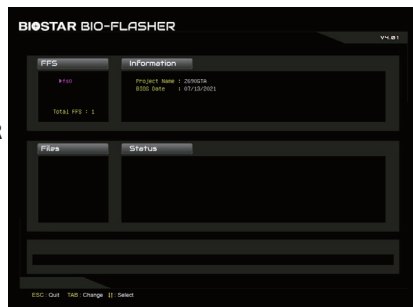 BIOSTAR BIO-FLASHER
V4.01
FFS
Information
fs0
Project Name : Z690GTA
BIOS Date : 07/13/2021
Total FFS : 1
Files
Status
ESC : Quit TAB : Change [] : Select